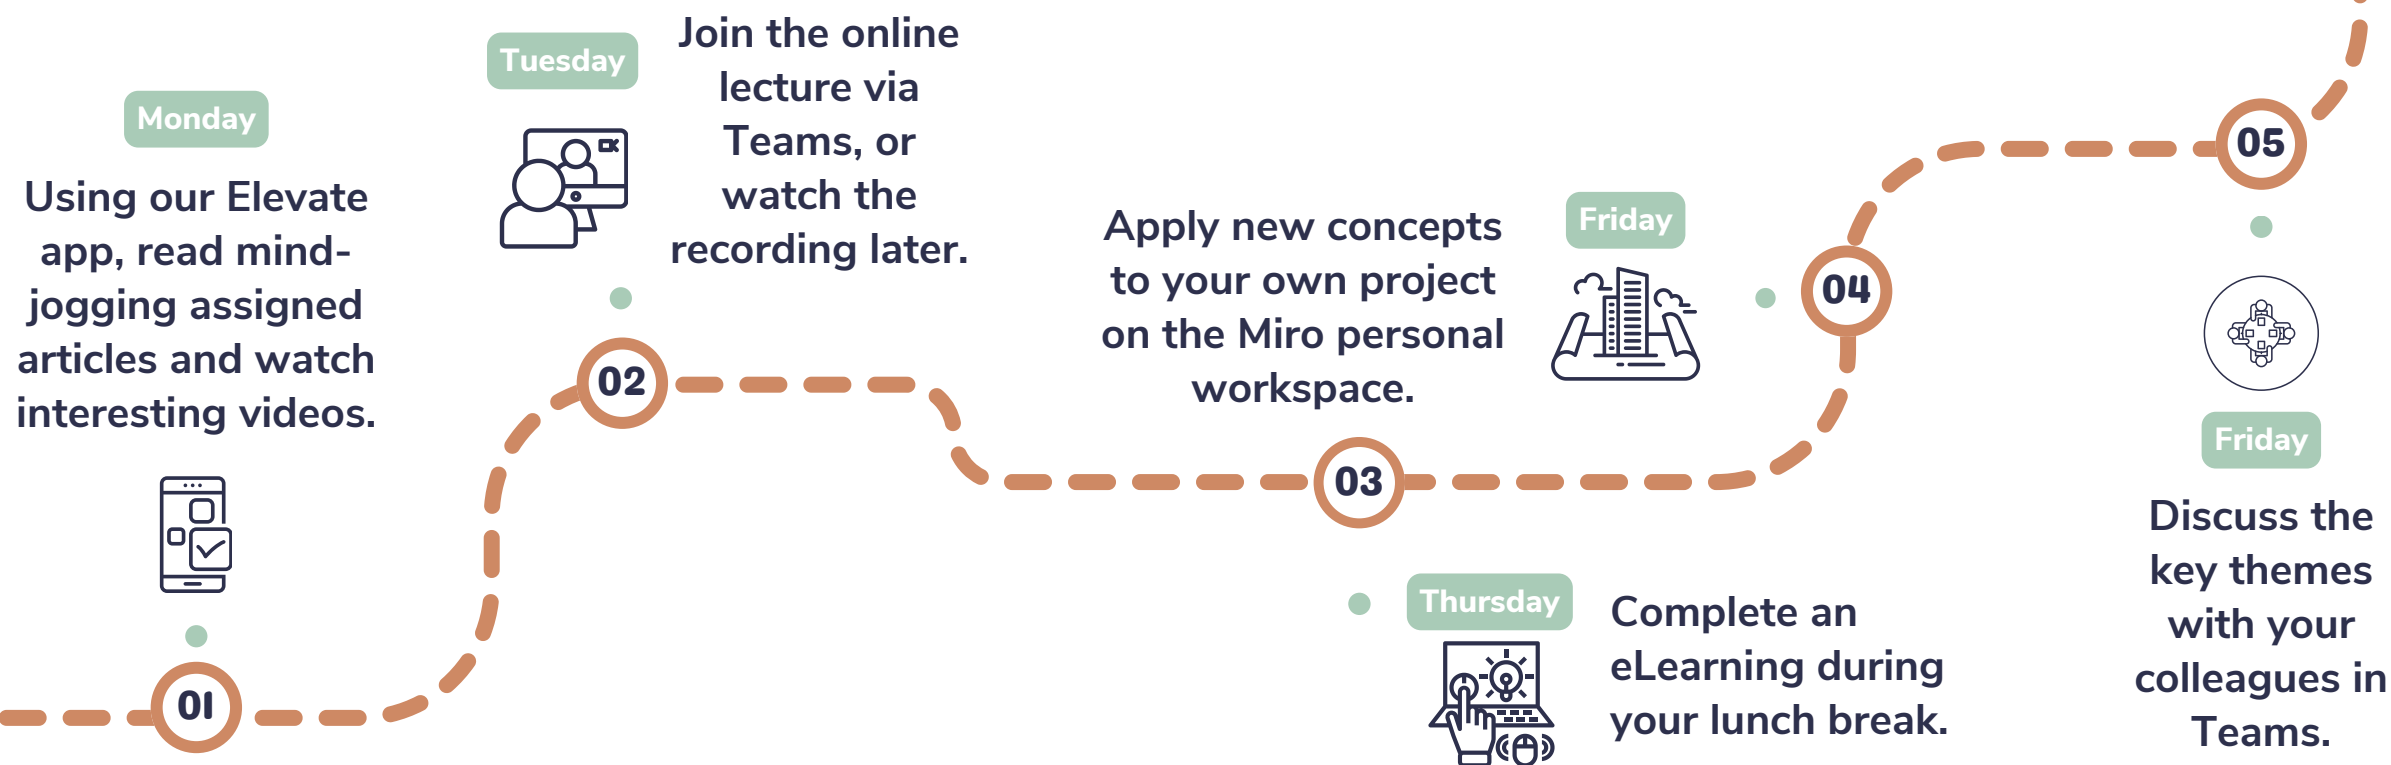 Monday
Using our Elevate
app, read mind-
jogging assigned
articles and watch
interesting videos.
01
Tuesday
Join the online
lecture via
Teams, or
watch the
recording later.
02
03
Thursday
Complete an
eLearning during
your lunch break.
Apply new concepts
to your own project
on the Miro personal
workspace.
Friday
04
05
Friday
Discuss the
key themes
with your
colleagues in
Teams.